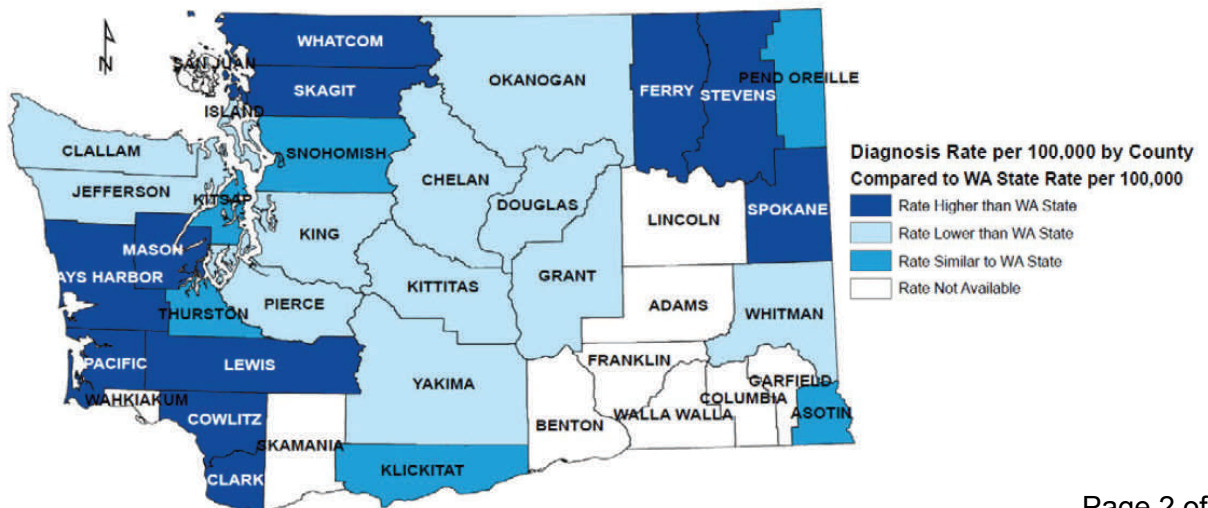 WHATCOM
SAN JUAN
SKAGIT
ISLAND
OKANOGAN
FERRY
STEVENS
PEND OREILLE
CLALLAM
SNOHOMISH
JEFFERSON
CHELAN
KITSAP
DOUGLAS
LINCOLN
SPOKANE
MASON
KING
AYS HARBOR
GRANT
KITTITAS
ADAMS
PIERCE
THURSTON
WHITMAN
PACIFIC
LEWIS
FRANKLIN
YAKIMA
GARFIELD
WAHKIAKUM
COLUMBIA
COWLITZ
WALLA WALLA
ASOTIN
BENTON
SKAMANIA
KLICKITAT
CLARK
N
Diagnosis Rate per 100,000 by County
Compared to WA State Rate per 100,000
Rate Higher than WA State
Rate Lower than WA State
Rate Similar to WA State
Rate Not Available
Page 2 of